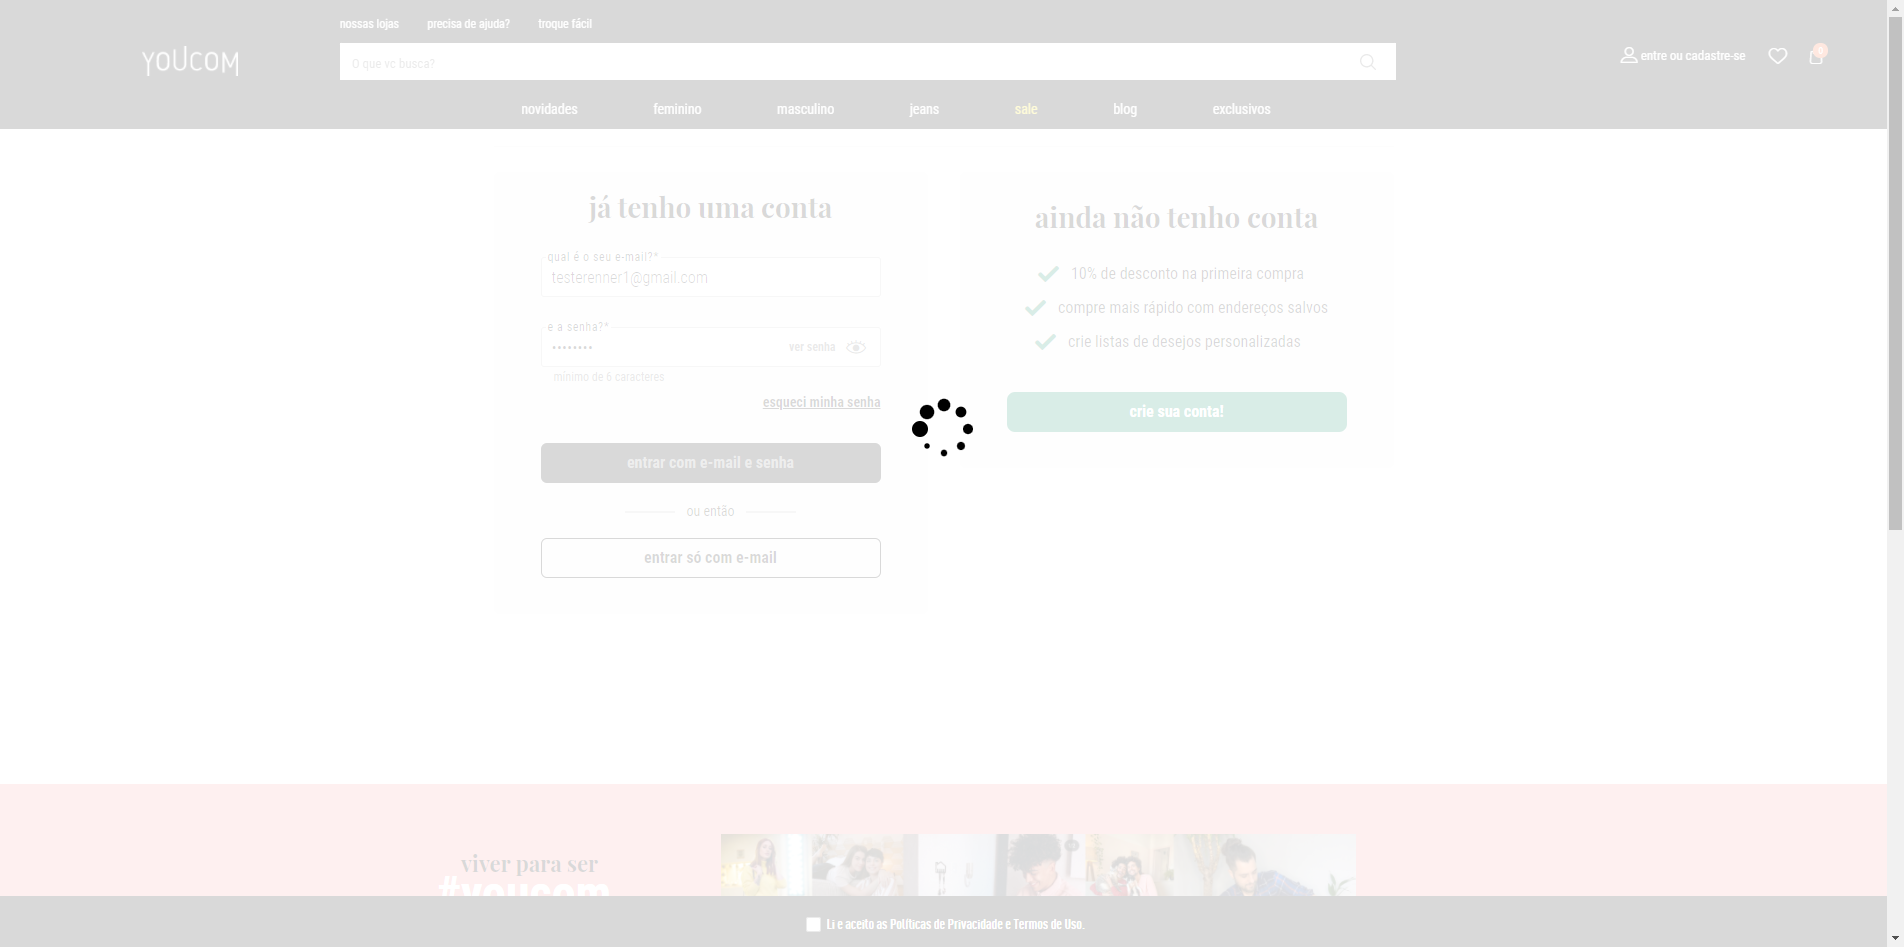 nossas lojas
precisa de ajuda?
troque fácil
YOUCOM
O que vc busca?
entre ou cadastre-se
0
novidades
feminino
masculino
jeans
sale
blog
exclusivos
já tenho uma conta
qual é o seu e-mail?*
testerenner1@gmail.com
e a senha?*
ver senha
mínimo de 6 caracteres
esqueci minha senha
entrar com e-mail e senha
ou então
entrar só com e-mail
ainda não tenho conta
10% de desconto na primeira compra
compre mais rápido com endereços salvos
crie listas de desejos personalizadas
crie sua conta!
viver para ser
#youcom
Li e aceito as Políticas de Privacidade e Termos de Uso.